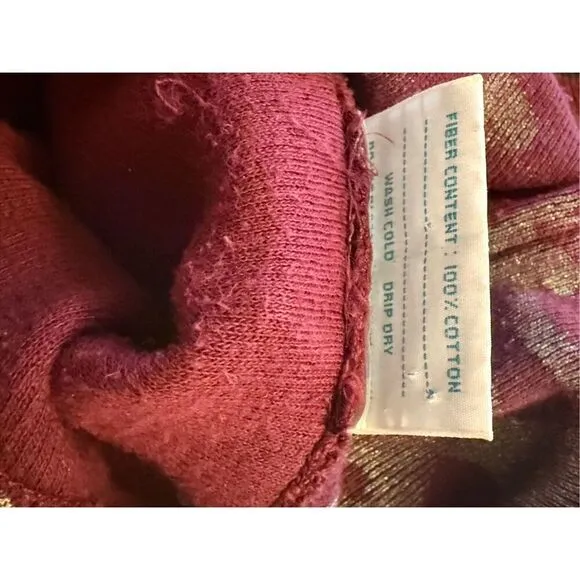 FIBER CONTENT : 100% COTTON
WASH COLD DRIP DRY